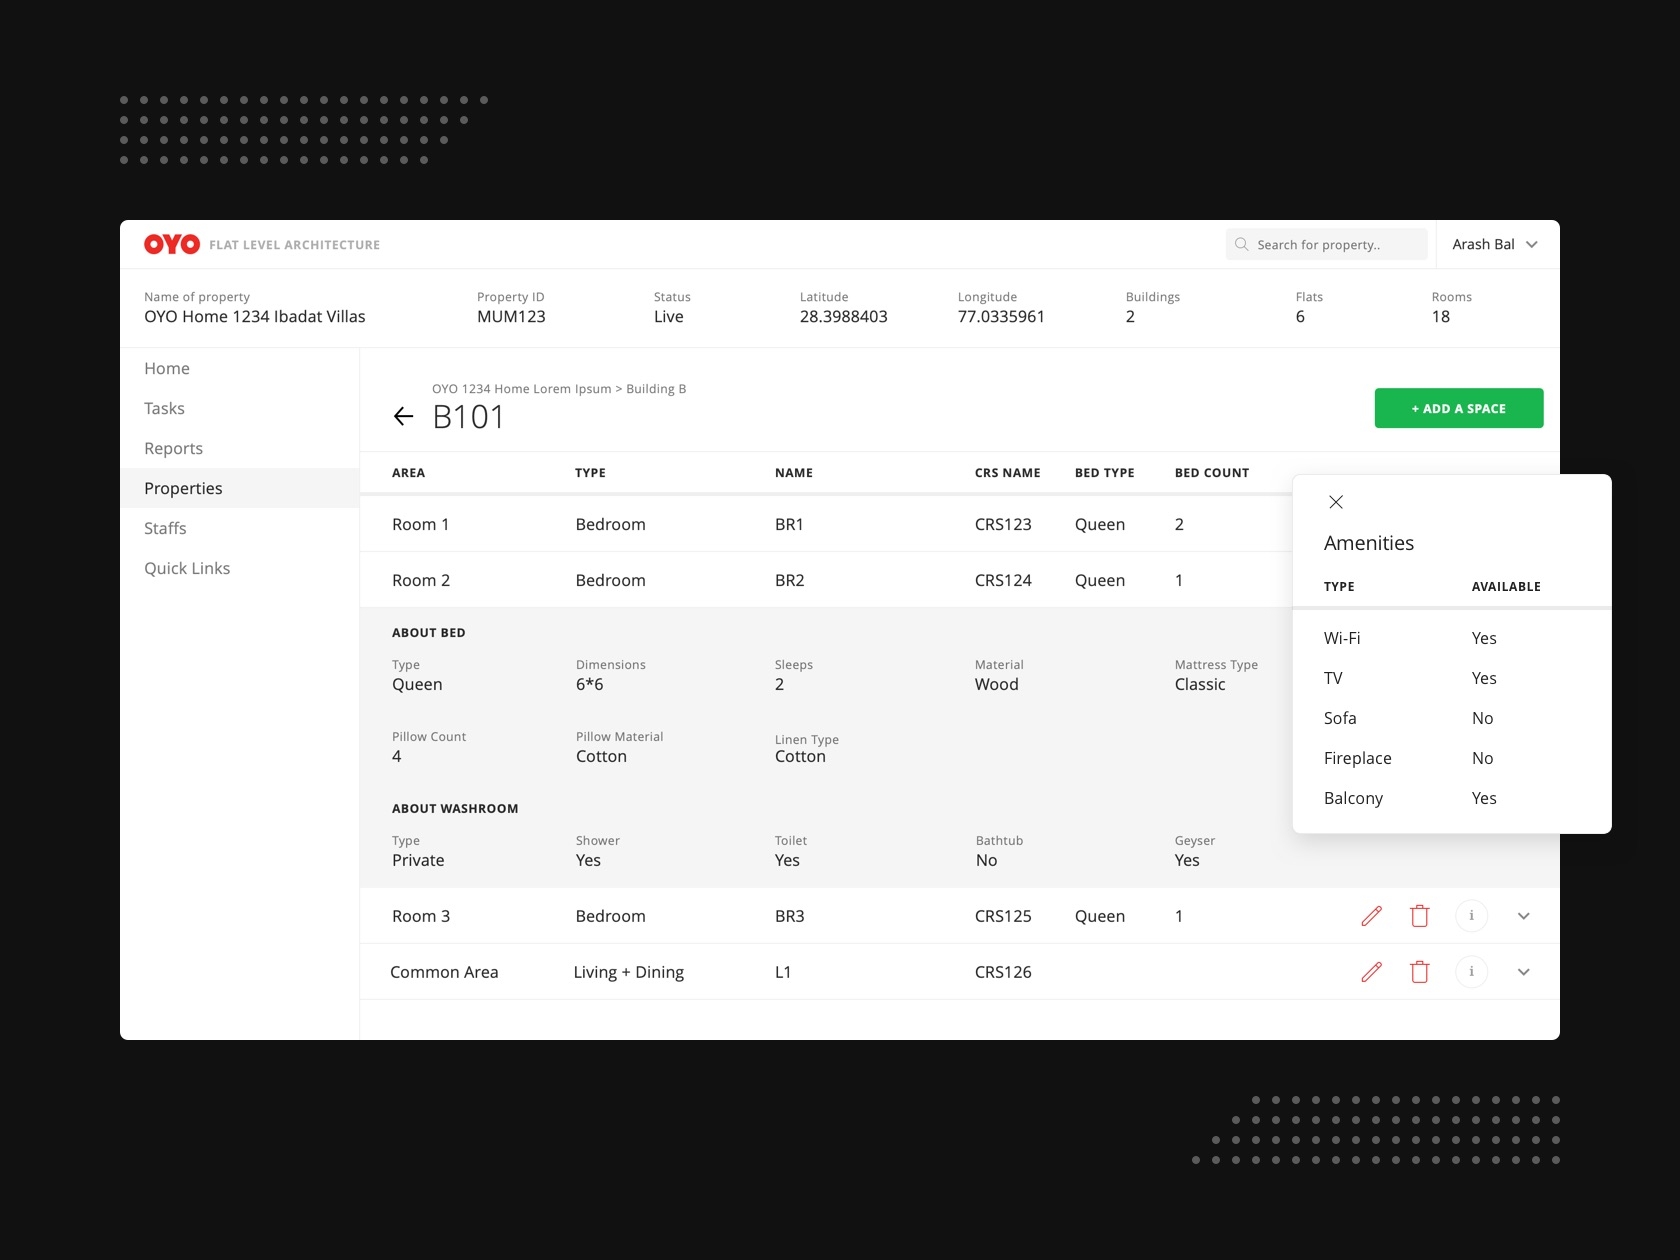 OYO FLAT LEVEL ARCHITECTURE
Search for property..
Arash Bal
Name of property Property ID Status Latitude Longitude Buildings Flats Rooms
OYO Home 1234 Ibadat Villas MUM123 Live 28.3988403 77.0335961 2 6 18
Home
Tasks
Reports
Properties
Staffs
Quick Links
OYO 1234 Home Lorem Ipsum > Building B
B101
+ ADD A SPACE
AREA TYPE NAME CRS NAME BED TYPE BED COUNT
Room 1 Bedroom BR1 CRS123 Queen 2
Room 2 Bedroom BR2 CRS124 Queen 1
ABOUT BED
Type Dimensions Sleeps Material Mattress Type
Queen 6*6 2 Wood Classic
Pillow Count Pillow Material Linen Type
4 Cotton Cotton
ABOUT WASHROOM
Type Shower Toilet Bathtub Geyser
Private Yes Yes No Yes
Room 3 Bedroom BR3 CRS125 Queen 1 i
Common Area Living + Dining L1 CRS126 i
Amenities
TYPE AVAILABLE
Wi-Fi Yes
TV Yes
Sofa No
Fireplace No
Balcony Yes